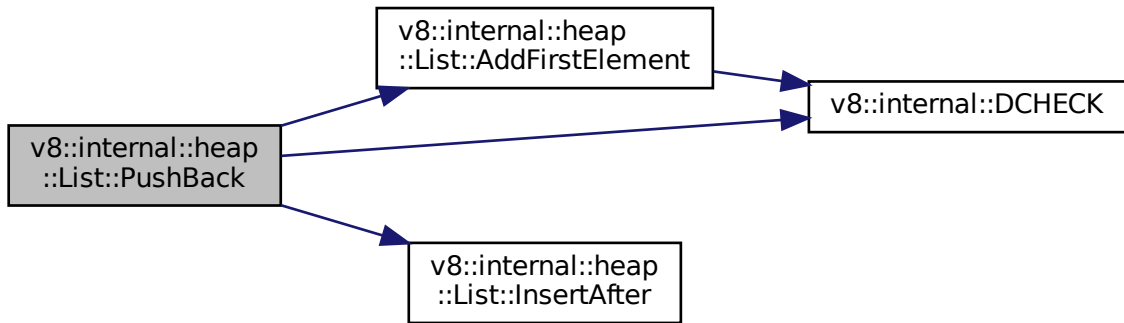 v8::internal::heap
::List::PushBack
v8::internal::heap
::List::AddFirstElement
v8::internal::DCHECK
v8::internal::heap
::List::InsertAfter